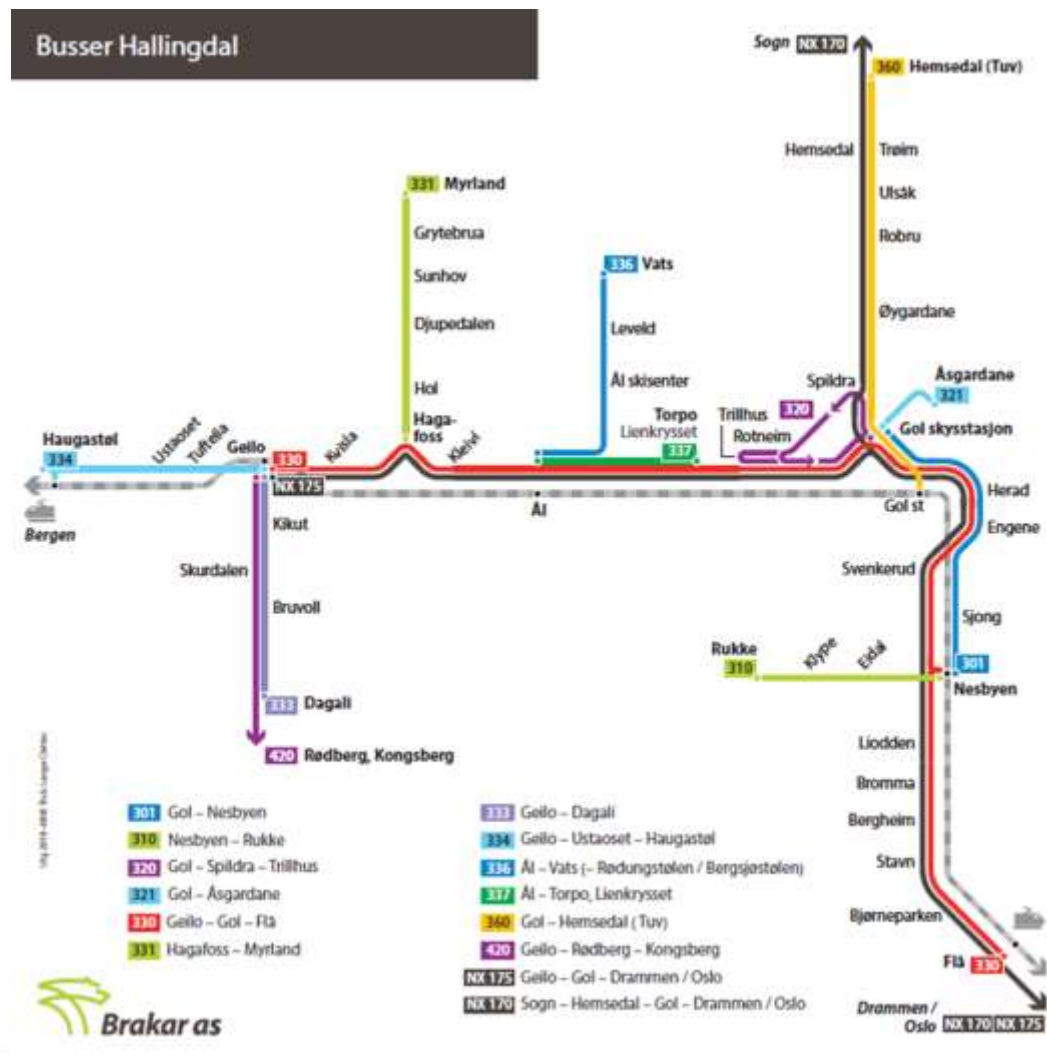 Busser Hallingdal
Sogn NX 170
360 Hemsedal (Tuv)
Hemsedal
Trøim
Ulsåk
Robru
Øygardane
331 Myrland
Grytebrua
Sunhov
Djupedalen
Hol
Haga-
foss
336 Vats
Leveld
Ål skisenter
Torpo
Lienkrysset
337
Trillhus
Rotneim
320
Spildra
Åsgardane
321
Gol skysstasjon
Haugastøl
334
Ustaoset
Tuftelia
Geilo
330
NX 175
Kvisla
Kleivi
Bergen
Ål
Gol st
Herad
Engene
Kikut
Skurdalen
Bruvoll
Svenkerud
Sjong
Rukke
310
Klype
Eidal
301
Nesbyen
333 Dagali
420 Rødberg, Kongsberg
Liodden
Bromma
Bergheim
Stavn
Bjørneparken
Flå 330
Drammen /
Oslo NX 170 NX 175
301 Gol – Nesbyen
310 Nesbyen – Rukke
320 Gol – Spildra – Trillhus
321 Gol – Åsgardane
330 Geilo – Gol – Flå
331 Hagafoss – Myrland
333 Geilo – Dagali
334 Geilo – Ustaoset – Haugastøl
336 Ål – Vats (– Rødungstølen / Bergsjøstølen)
337 Ål – Torpo, Lienkrysset
360 Gol – Hemsedal (Tuv)
420 Geilo – Rødberg – Kongsberg
NX 175 Geilo – Gol – Drammen / Oslo
NX 170 Sogn – Hemsedal – Gol – Drammen / Oslo
Brakar as